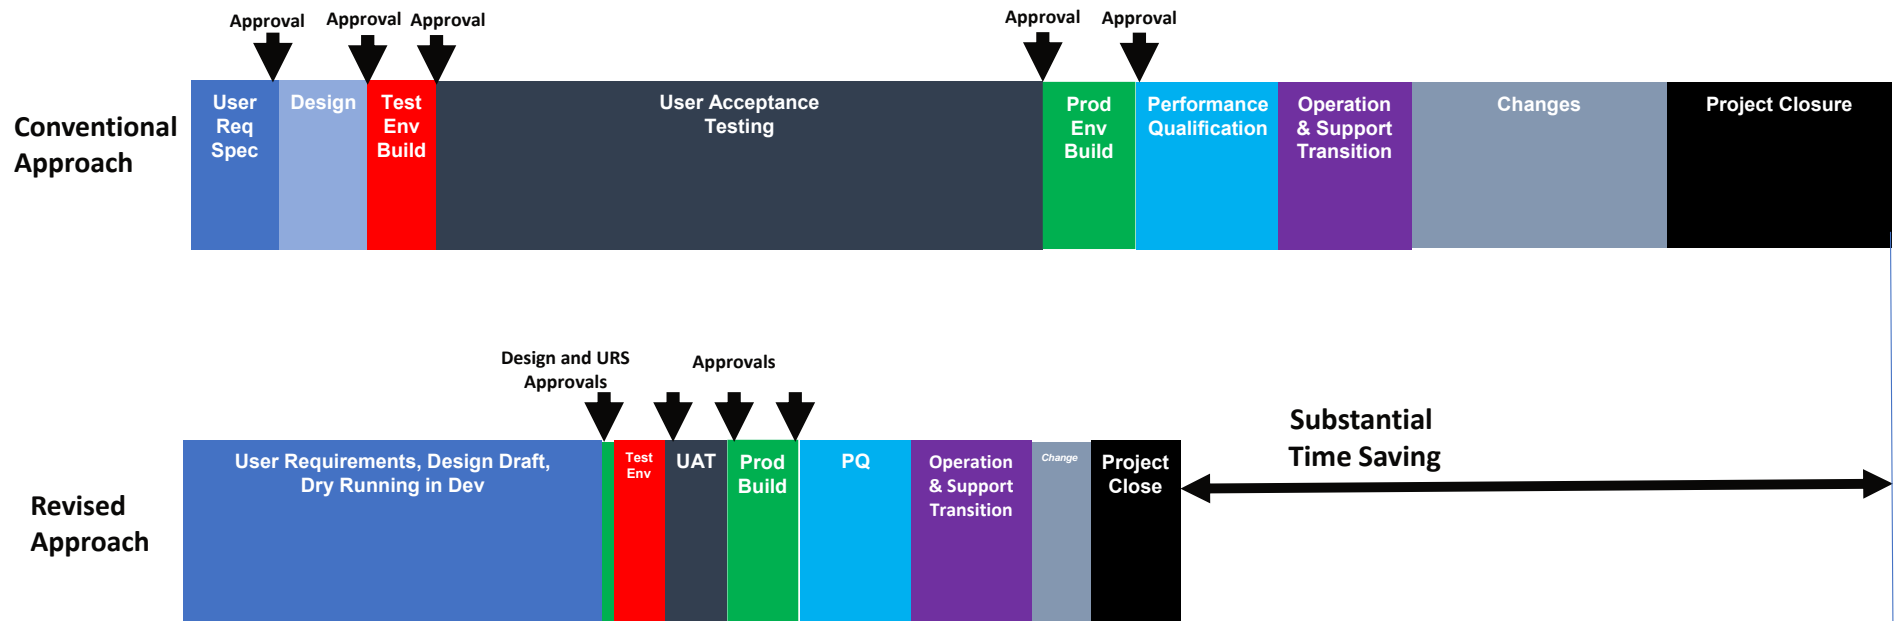 Approval
Approval
Approval
Approval
Approval
Conventional
Approach
User
Req
Spec
Design
Test
Env
Build
User Acceptance
Testing
Prod
Env
Build
Performance
Qualification
Operation
& Support
Transition
Changes
Project Closure
Design and URS
Approvals
Approvals
Revised
Approach
User Requirements, Design Draft,
Dry Running in Dev
Test
Env
UAT
Prod
Build
PQ
Operation
& Support
Transition
Change
Project
Close
Substantial
Time Saving